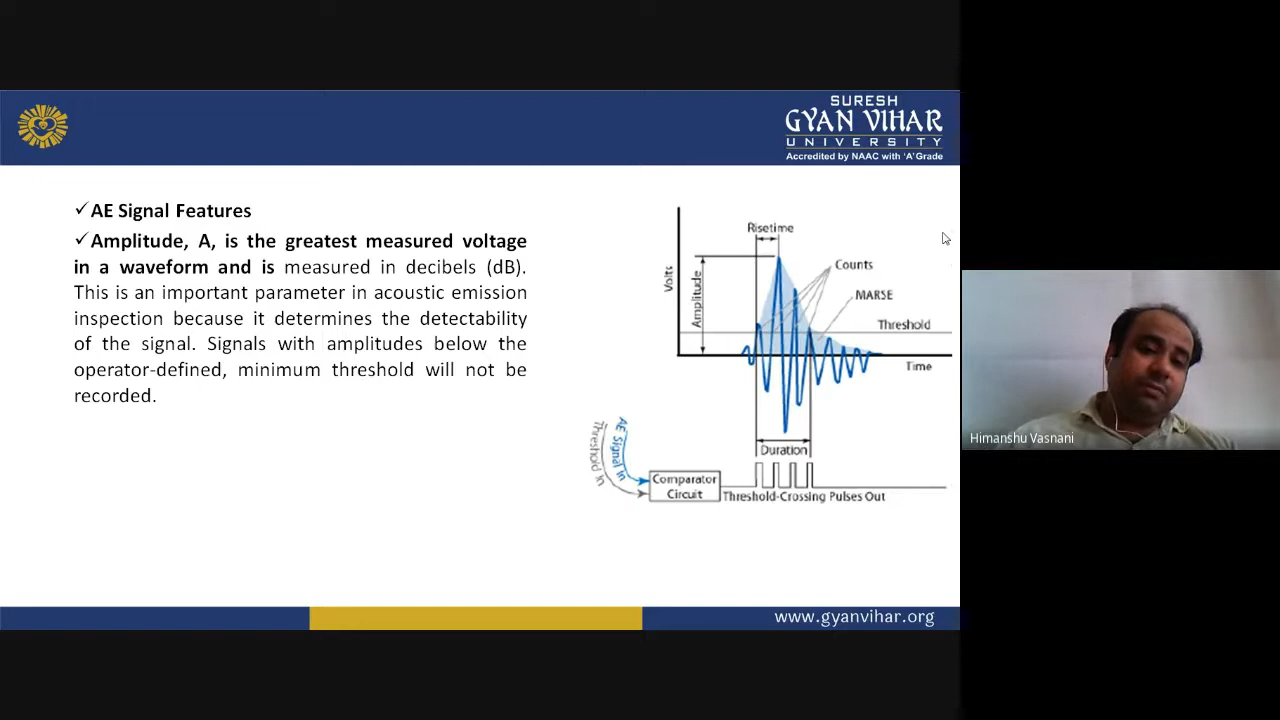 SURESH
GYAN VIHAR
UNIVERSITY
Accredited by NAAC with 'A' Grade
✓AE Signal Features
✓Amplitude, A, is the greatest measured voltage
in a waveform and is measured in decibels (dB).
This is an important parameter in acoustic emission
inspection because it determines the detectability
of the signal. Signals with amplitudes below the
operator-defined, minimum threshold will not be
recorded.
Risetime
Counts
Volts
Amplitude
MARSE
Threshold
Time
Duration
AE Signal In
Threshold In
Comparator
Circuit
Threshold-Crossing Pulses Out
Himanshu Vasnani
www.gyanvihar.org